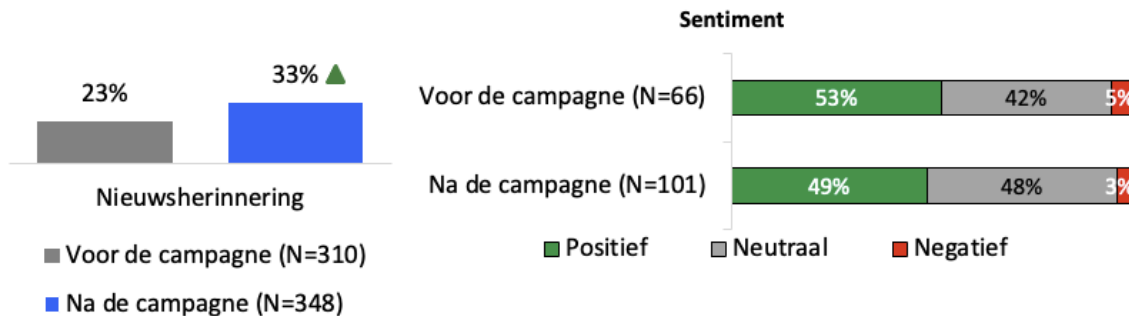 23%
33%
Nieuwsherinnering
Voor de campagne (N=310)
Na de campagne (N=348)
Sentiment
Voor de campagne (N=66)
53%
42%
5%
Na de campagne (N=101)
49%
48%
3%
Positief
Neutraal
Negatief